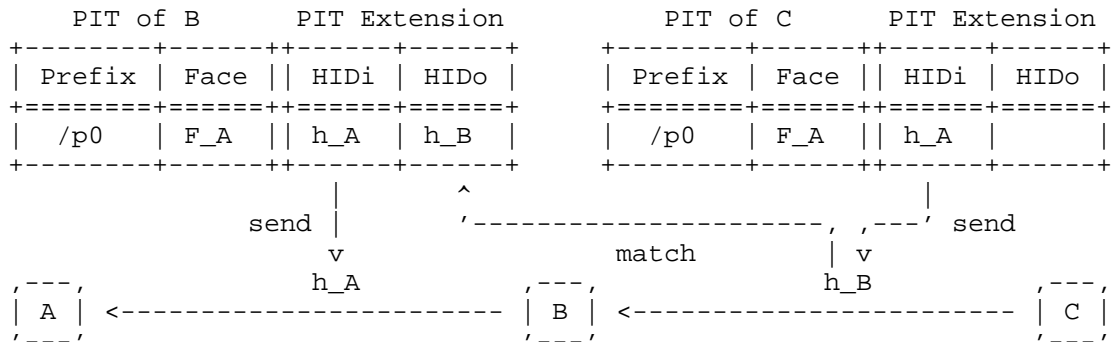 PIT of B PIT Extension PIT of C PIT Extension
+--------+------++------+------+ +--------+------++------+------+
| Prefix | Face || HIDi | HIDo | | Prefix | Face || HIDi | HIDo |
+========+======++======+======+ +========+======++======+======+
| /p0 | F_A || h_A | h_B | | /p0 | F_A || h_A | |
+--------+------++------+------+ +--------+------++------+------+
| ^ |
send | '----------------------, ,---' send
v match | v
,---, h_A ,---, h_B ,---,
| A | <------------------------ | B | <------------------------ | C |
'---' '---' '---'